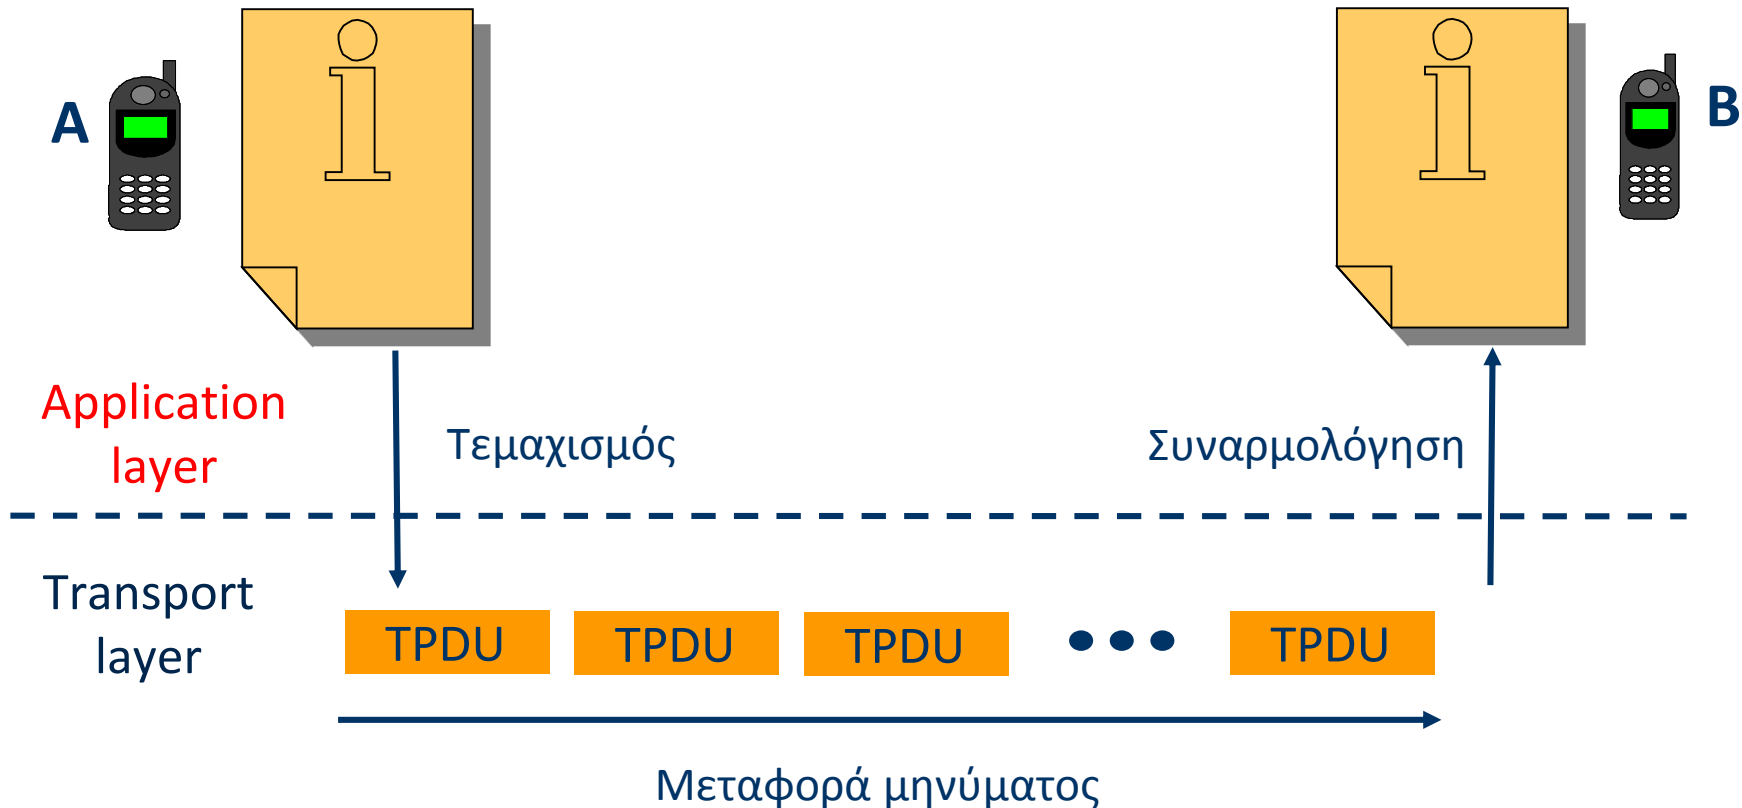 A
B
Application
layer
Τεμαχισμός
Συναρμολόγηση
Transport
layer
TPDU TPDU TPDU ••• TPDU
Μεταφορά μηνύματος